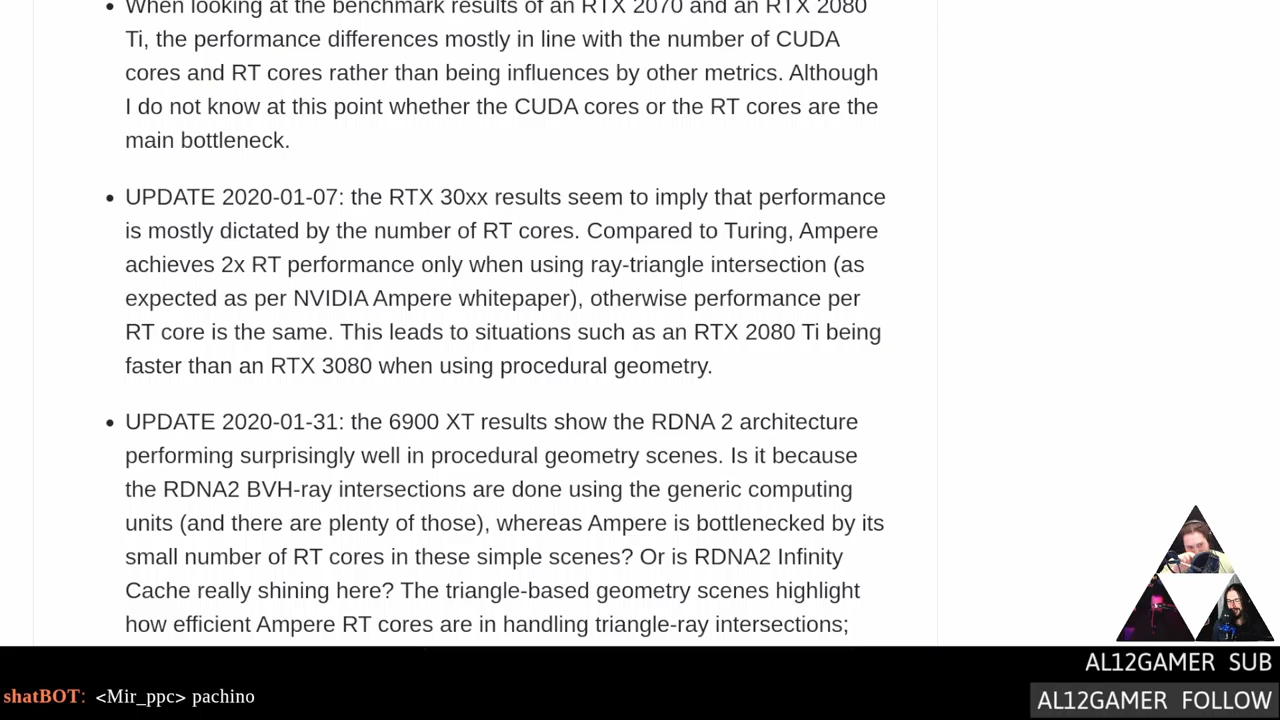 When looking at the benchmark results of an RTX 2070 and an RTX 2080
Ti, the performance differences mostly in line with the number of CUDA
cores and RT cores rather than being influences by other metrics. Although
I do not know at this point whether the CUDA cores or the RT cores are the
main bottleneck.
UPDATE 2020-01-07: the RTX 30xx results seem to imply that performance
is mostly dictated by the number of RT cores. Compared to Turing, Ampere
achieves 2x RT performance only when using ray-triangle intersection (as
expected as per NVIDIA Ampere whitepaper), otherwise performance per
RT core is the same. This leads to situations such as an RTX 2080 Ti being
faster than an RTX 3080 when using procedural geometry.
UPDATE 2020-01-31: the 6900 XT results show the RDNA 2 architecture
performing surprisingly well in procedural geometry scenes. Is it because
the RDNA2 BVH-ray intersections are done using the generic computing
units (and there are plenty of those), whereas Ampere is bottlenecked by its
small number of RT cores in these simple scenes? Or is RDNA2 Infinity
Cache really shining here? The triangle-based geometry scenes highlight
how efficient Ampere RT cores are in handling triangle-ray intersections;
AL12GAMER SUB
shatBOT: <Mir_ppc> pachino
AL12GAMER FOLLOW